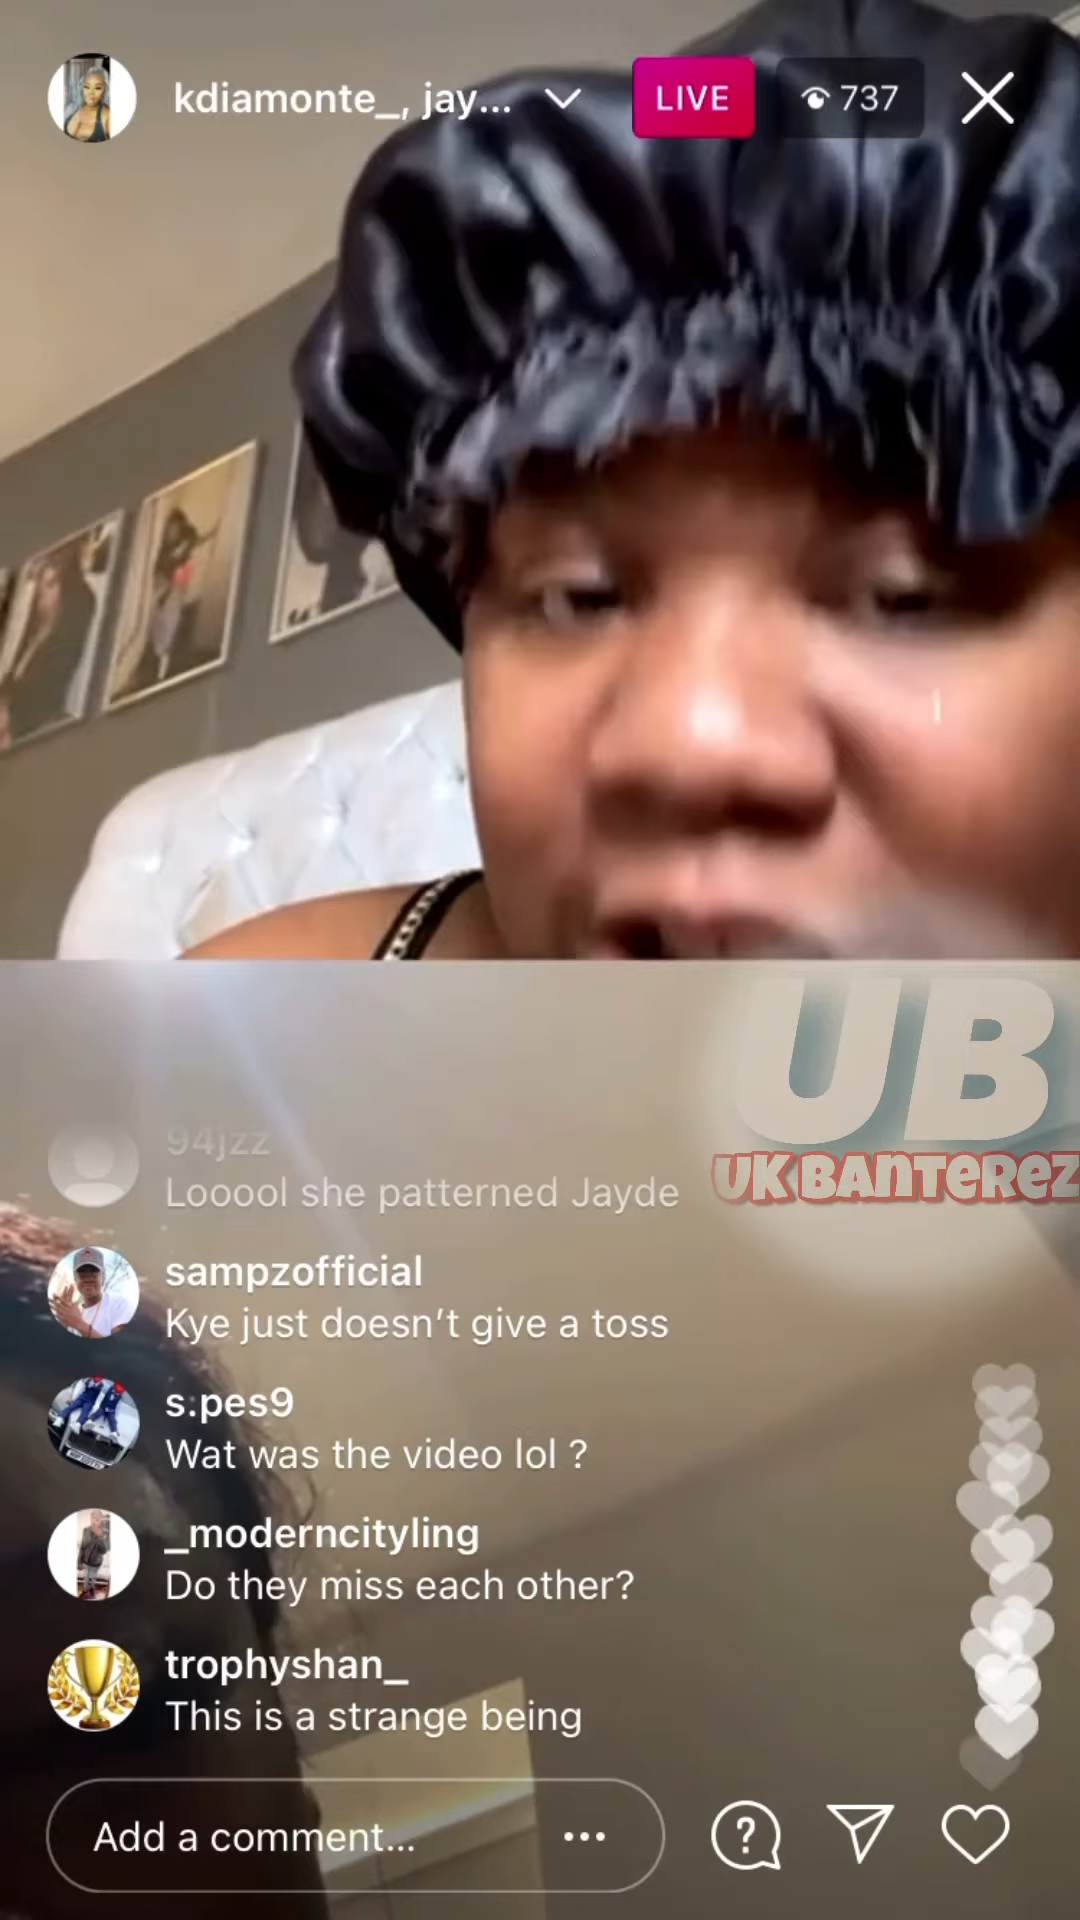 kdiamonte_, jay...
LIVE
737
UB
UK BANTEREZ
94jzz
Looool she patterned Jayde
sampzofficial
Kye just doesn't give a toss
s.pes9
Wat was the video lol ?
_moderncityling
Do they miss each other?
trophyshan_
This is a strange being
Add a comment...